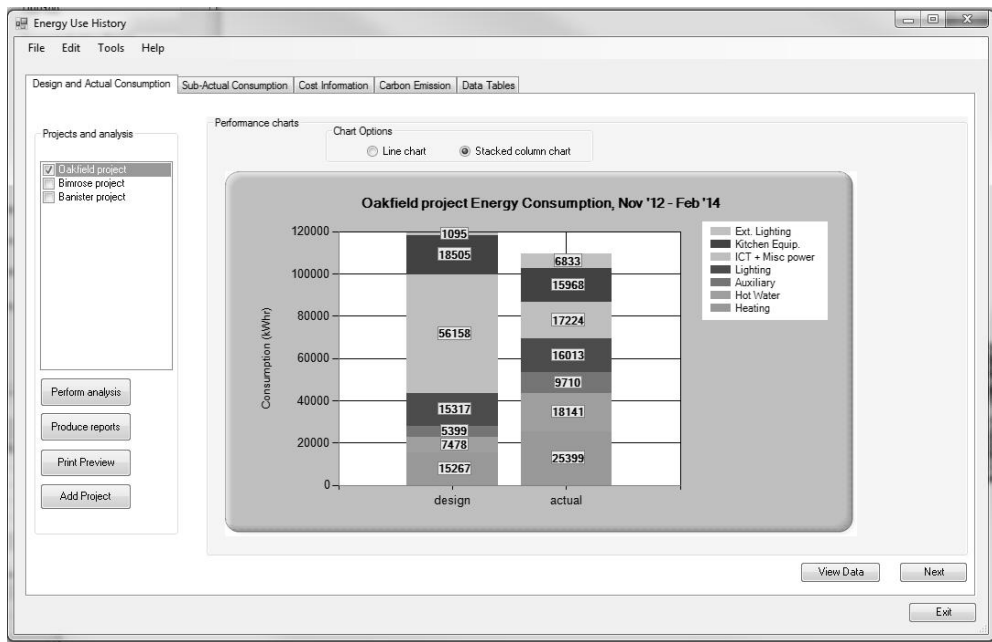 Energy Use History
File Edit Tools Help
Design and Actual Consumption Sub-Actual Consumption Cost Information Carbon Emission Data Tables
Projects and analysis
Oakfield project
Bimrose project
Banister project
Perform analysis
Produce reports
Print Preview
Add Project
Performance charts
Chart Options
Line chart Stacked column chart
Oakfield project Energy Consumption, Nov '12 - Feb '14
Consumption (kWhr)
120000
100000
80000
60000
40000
20000
0
1095
18505
56158
15317
5399
7478
15267
6833
15968
17224
16013
9710
18141
25399
design actual
Ext. Lighting
Kitchen Equip.
ICT + Misc power
Lighting
Auxiliary
Hot Water
Heating
View Data Next
Exit